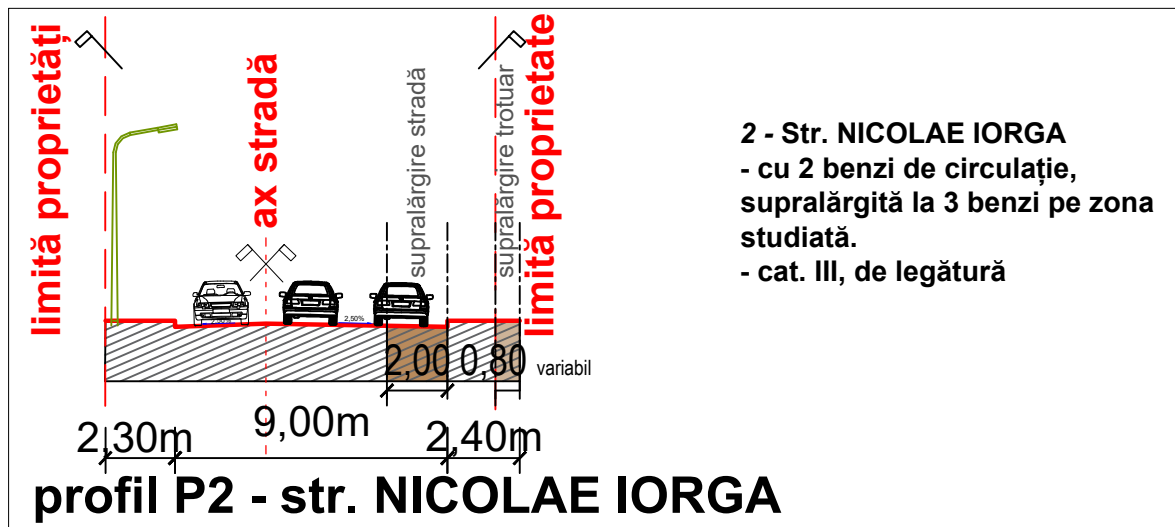 limită proprietăți
ax stradă
supralărgire stradă
supralărgire trotuar
limită proprietate
2,50%
2,00
0,80
variabil
2,30m
9,00m
2,40m
profil P2 - str. NICOLAE IORGA
2 - Str. NICOLAE IORGA
- cu 2 benzi de circulație,
supralărgită la 3 benzi pe zona
studiată.
- cat. III, de legătură